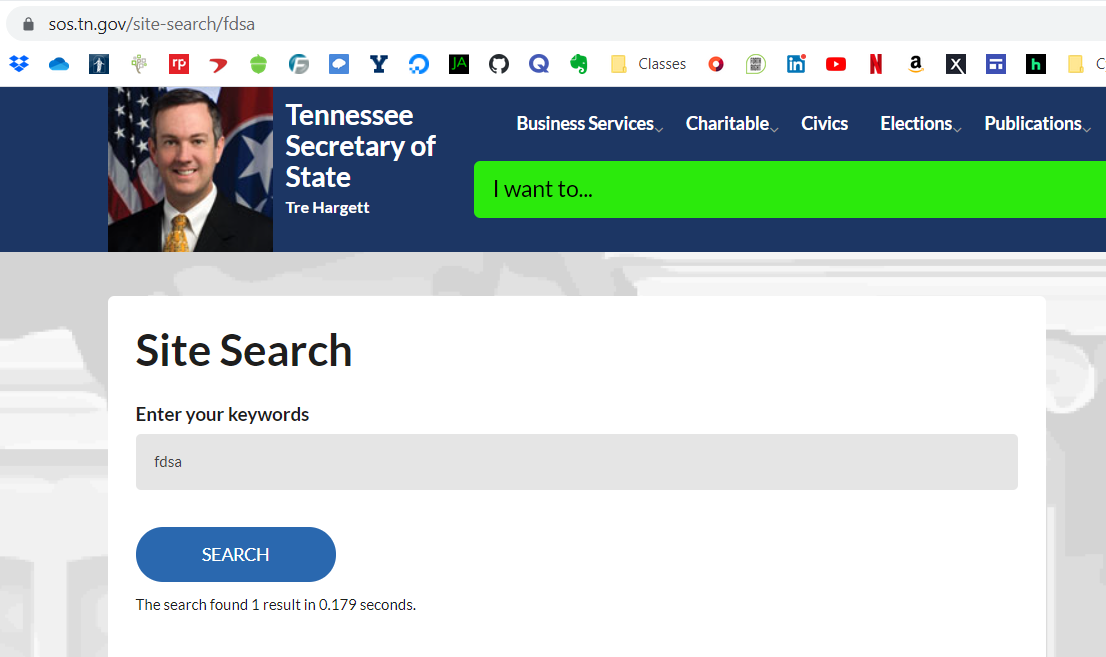 sos.tn.gov/site-search/fdsa
rp Y JA Q Classes in N a X h C
Tennessee
Secretary of
State
Tre Hargett
Business Services Charitable Civics Elections Publications
I want to...
Site Search
Enter your keywords
fdsa
SEARCH
The search found 1 result in 0.179 seconds.